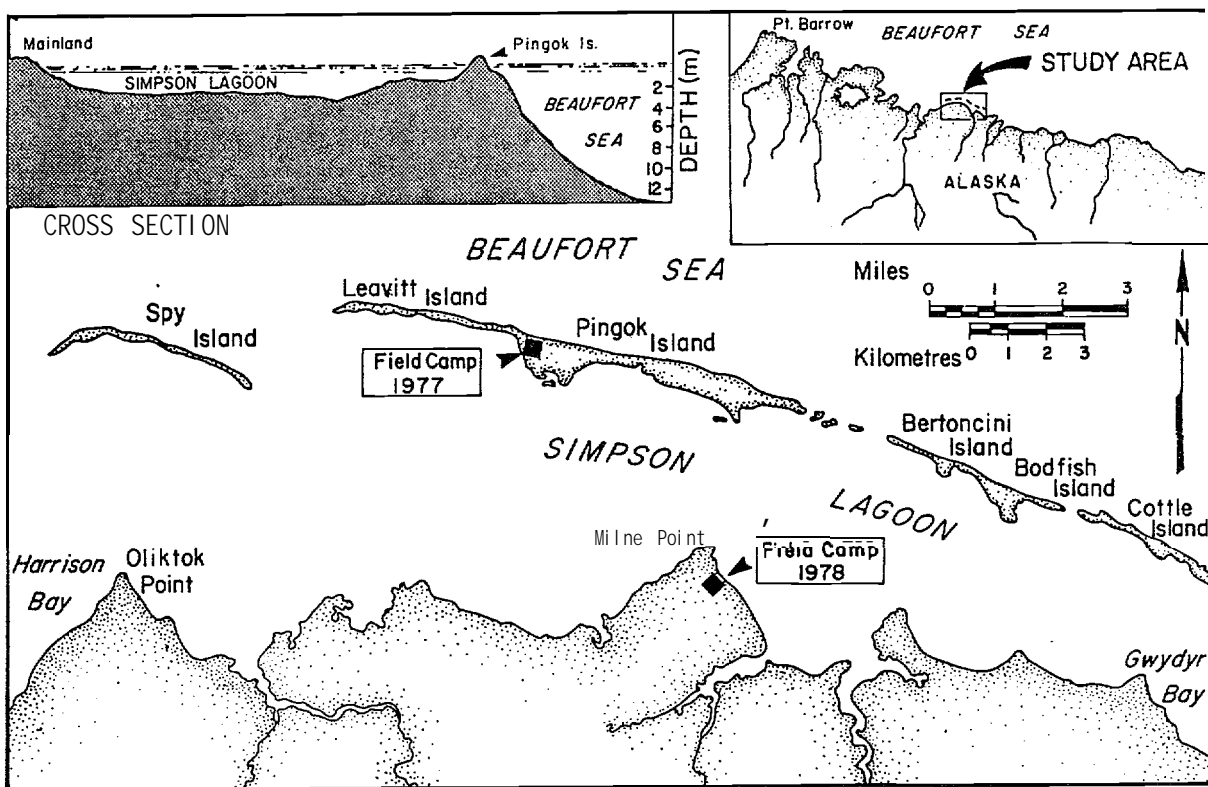 Mainland
Pingok Is.
SIMPSON LAGOON
BEAUFORT
SEA
DEPTH (m)
2
4
6
8
10
12
CROSS SECTION
Pt. Barrow
BEAUFORT SEA
STUDY AREA
ALASKA
BEAUFORT
SEA
Miles
0 1 2 3
0 1 2 3
Kilometres
N
Spy
Island
Leavitt Island
Pingok
Island
Field Camp
1977
SIMPSON
LAGOON
Bertoncini
Island
Bodfish
Island
Cottle
Island
Harrison
Bay
Oliktok
Point
Milne Point
Field Camp
1978
Gwydyr
Bay